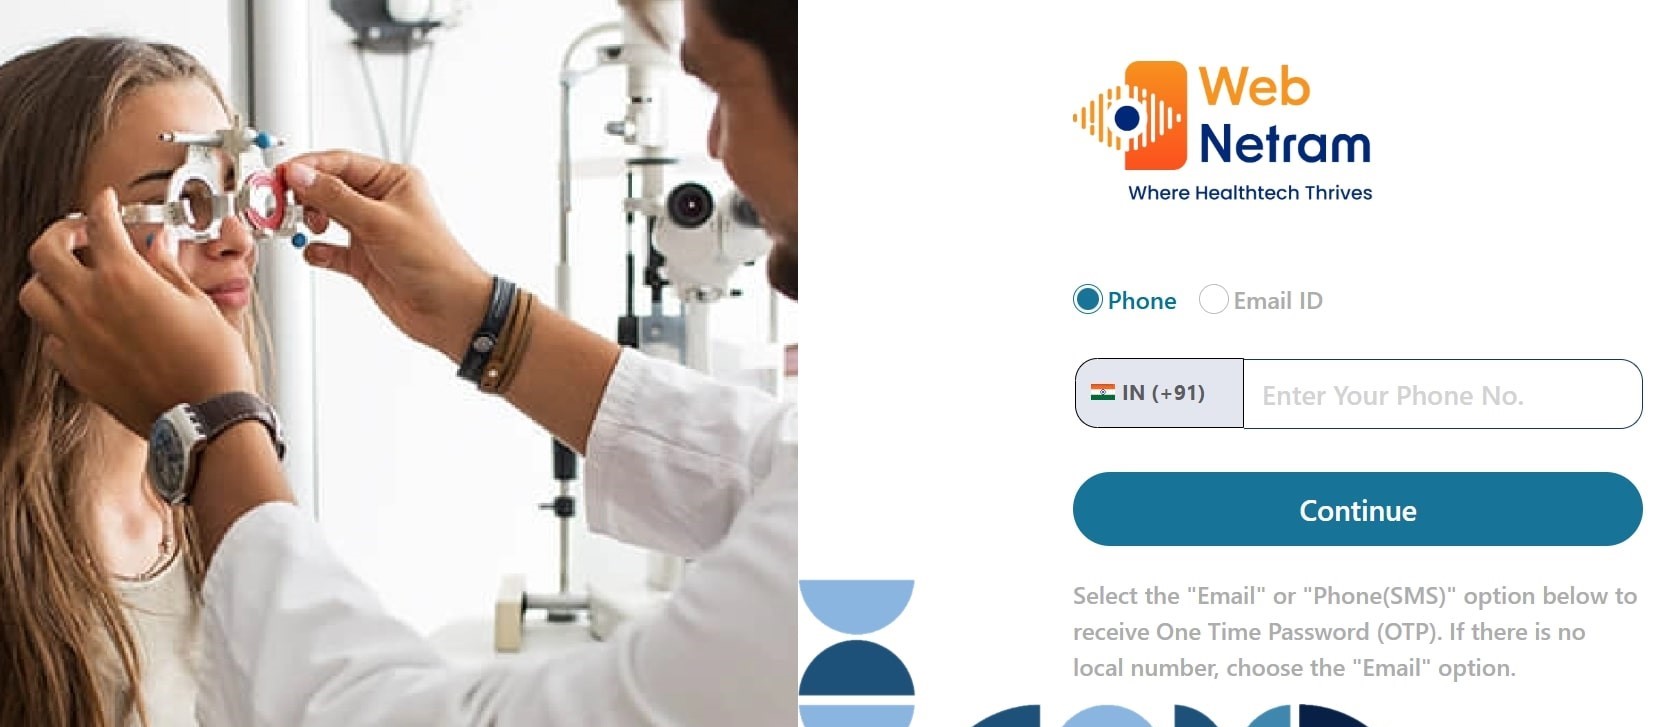 Web
Netram
Where Healthtech Thrives
Phone Email ID
IN (+91) Enter Your Phone No.
Continue
Select the "Email" or "Phone(SMS)" option below to
receive One Time Password (OTP). If there is no
local number, choose the "Email" option.